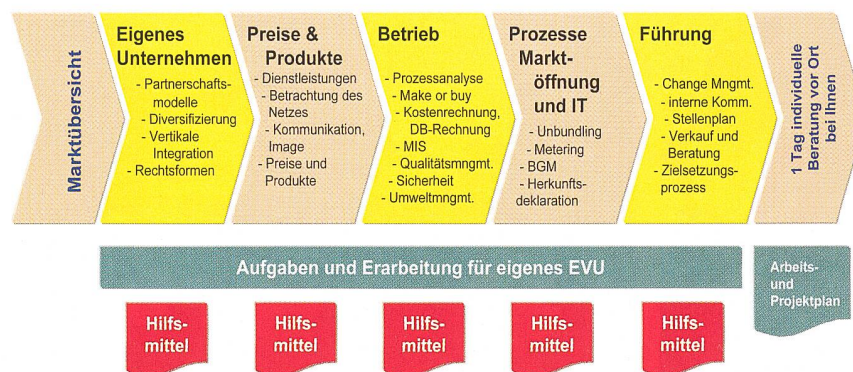 Marktübersicht
Eigenes
Unternehmen
- Partnerschafts-
modelle
- Diversifizierung
- Vertikale
Integration
- Rechtsformen
Preise &
Produkte
- Dienstleistungen
- Betrachtung des
Netzes
- Kommunikation,
Image
- Preise und
Produkte
Betrieb
- Prozessanalyse
- Make or buy
- Kostenrechnung,
DB-Rechnung
- MIS
- Qualitätsmngmt.
- Sicherheit
- Umweltmngmt.
Prozesse
Markt-
öffnung
und IT
- Unbundling
- Metering
- BGM
- Herkunfts-
deklaration
Führung
- Change Mngmt.
- interne Komm.
- Stellenplan
- Verkauf und
Beratung
- Zielsetzungs-
prozess
1 Tag individuelle
Beratung vor Ort
bei Ihnen
Aufgaben und Erarbeitung für eigenes EVU
Arbeits-
und
Projektplan
Hilfs-
mittel
Hilfs-
mittel
Hilfs-
mittel
Hilfs-
mittel
Hilfs-
mittel